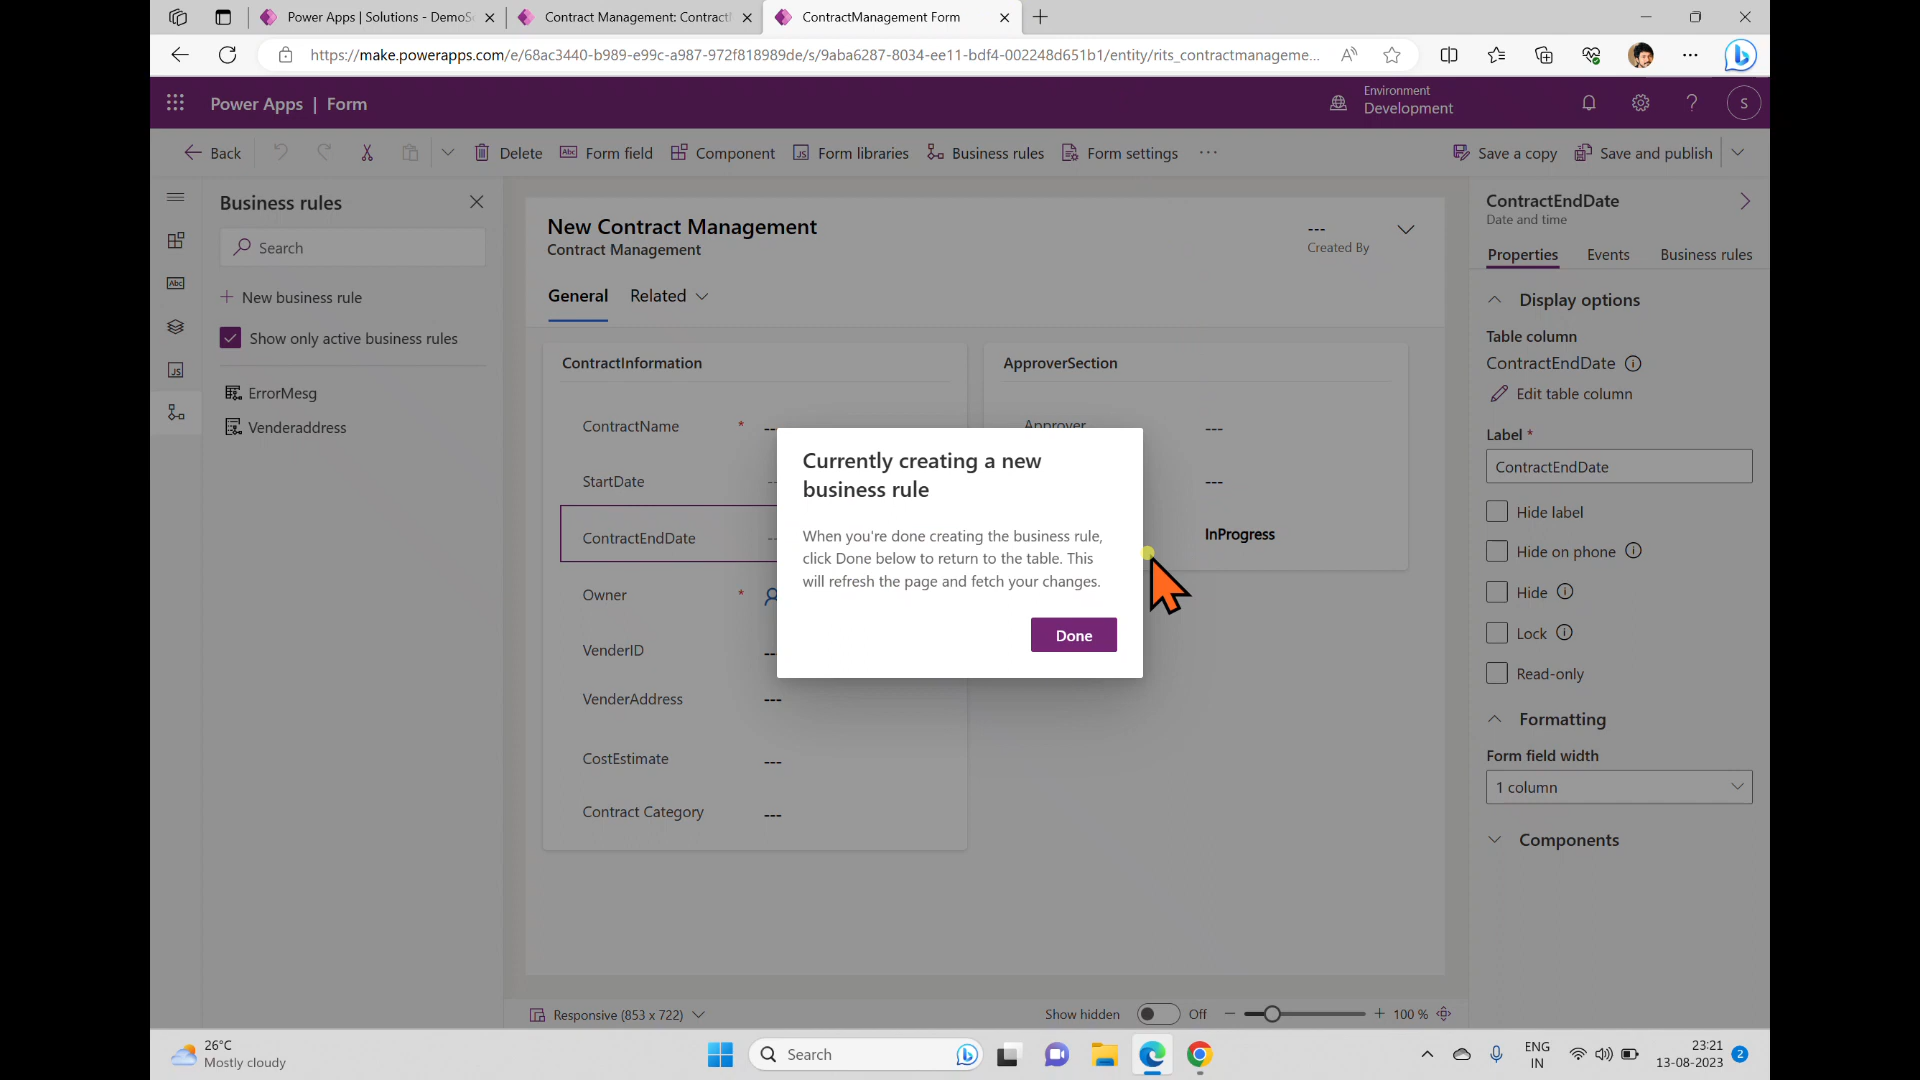 Power Apps | Solutions - DemoS
Contract Management: Contract
ContractManagement Form
https://make.powerapps.com/e/68ac3440-b989-e99c-a987-972f818989de/s/9aba6287-8034-ee11-bdf4-002248d651b1/entity/rits_contractmanageme...
Power Apps | Form
Environment
Development
S
Back
Delete
Abc Form field
Component
JS Form libraries
Business rules
Form settings
Save a copy
Save and publish
Business rules
Search
New business rule
Show only active business rules
ErrorMesg
Venderaddress
Abc
JS
New Contract Management
Contract Management
---
Created By
General
Related
ContractInformation
ContractName * ---
StartDate ---
ContractEndDate ---
Owner *
VenderID ---
VenderAddress ---
CostEstimate ---
Contract Category ---
ApproverSection
Approver ---
---
InProgress
Currently creating a new
business rule
When you're done creating the business rule,
click Done below to return to the table. This
will refresh the page and fetch your changes.
Done
ContractEndDate
Date and time
Properties
Events
Business rules
Display options
Table column
ContractEndDate
Edit table column
Label *
ContractEndDate
Hide label
Hide on phone
Hide
Lock
Read-only
Formatting
Form field width
1 column
Components
Responsive (853 x 722)
Show hidden
Off
100 %
26°C
Mostly cloudy
Search
ENG
IN
23:21
13-08-2023
2